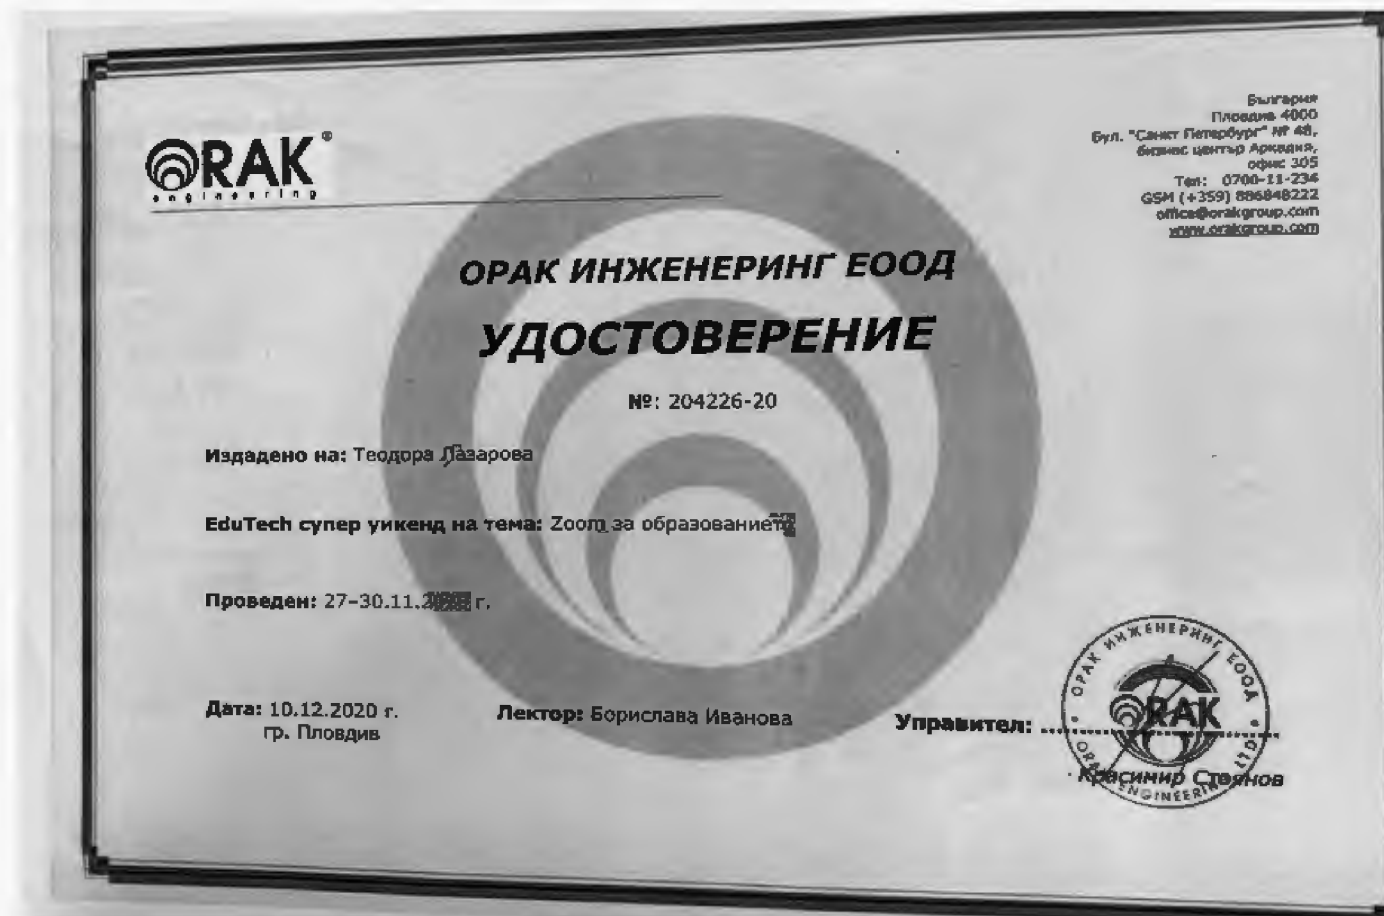 ORAK®
engineering
България
Пловдив 4000
Бул. "Санкт Петербург" № 48,
бизнес център Аркадия,
офис 305
Тел: 0700-11-234
GSM (+359) 886848222
office@orakgroup.com
www.orakgroup.com
ОРАК ИНЖЕНЕРИНГ ЕООД
УДОСТОВЕРЕНИЕ
№: 204226-20
Издадено на: Теодора Лазарова
EduTech супер уикенд на тема: Zoom за образованието
Проведен: 27-30.11. г.
Дата: 10.12.2020 г.
гр. Пловдив
Лектор: Борислава Иванова
Управител:
ОРАК ИНЖЕНЕРИНГ ЕООД
ORAK
ORAK ENGINEERING LTD
Красимир Стоянов